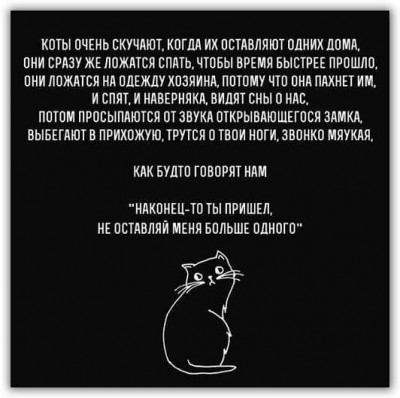 КОТЫ ОЧЕНЬ СКУЧАЮТ, КОГДА ИХ ОСТАВЛЯЮТ ОДНИХ ДОМА,
ОНИ СРАЗУ ЖЕ ЛОЖАТСЯ СПАТЬ, ЧТОБЫ ВРЕМЯ БЫСТРЕЕ ПРОШЛО,
ОНИ ЛОЖАТСЯ НА ОДЕЖДУ ХОЗЯИНА, ПОТОМУ ЧТО ОНА ПАХНЕТ ИМ,
И СПЯТ, И НАВЕРНЯКА, ВИДЯТ СНЫ О НАС,
ПОТОМ ПРОСЫПАЮТСЯ ОТ ЗВУКА ОТКРЫВАЮЩЕГОСЯ ЗАМКА,
ВЫБЕГАЮТ В ПРИХОЖУЮ, ТРУТСЯ О ТВОИ НОГИ, ЗВОНКО МЯУКАЯ,
КАК БУДТО ГОВОРЯТ НАМ
"НАКОНЕЦ-ТО ТЫ ПРИШЕЛ,
НЕ ОСТАВЛЯЙ МЕНЯ БОЛЬШЕ ОДНОГО"